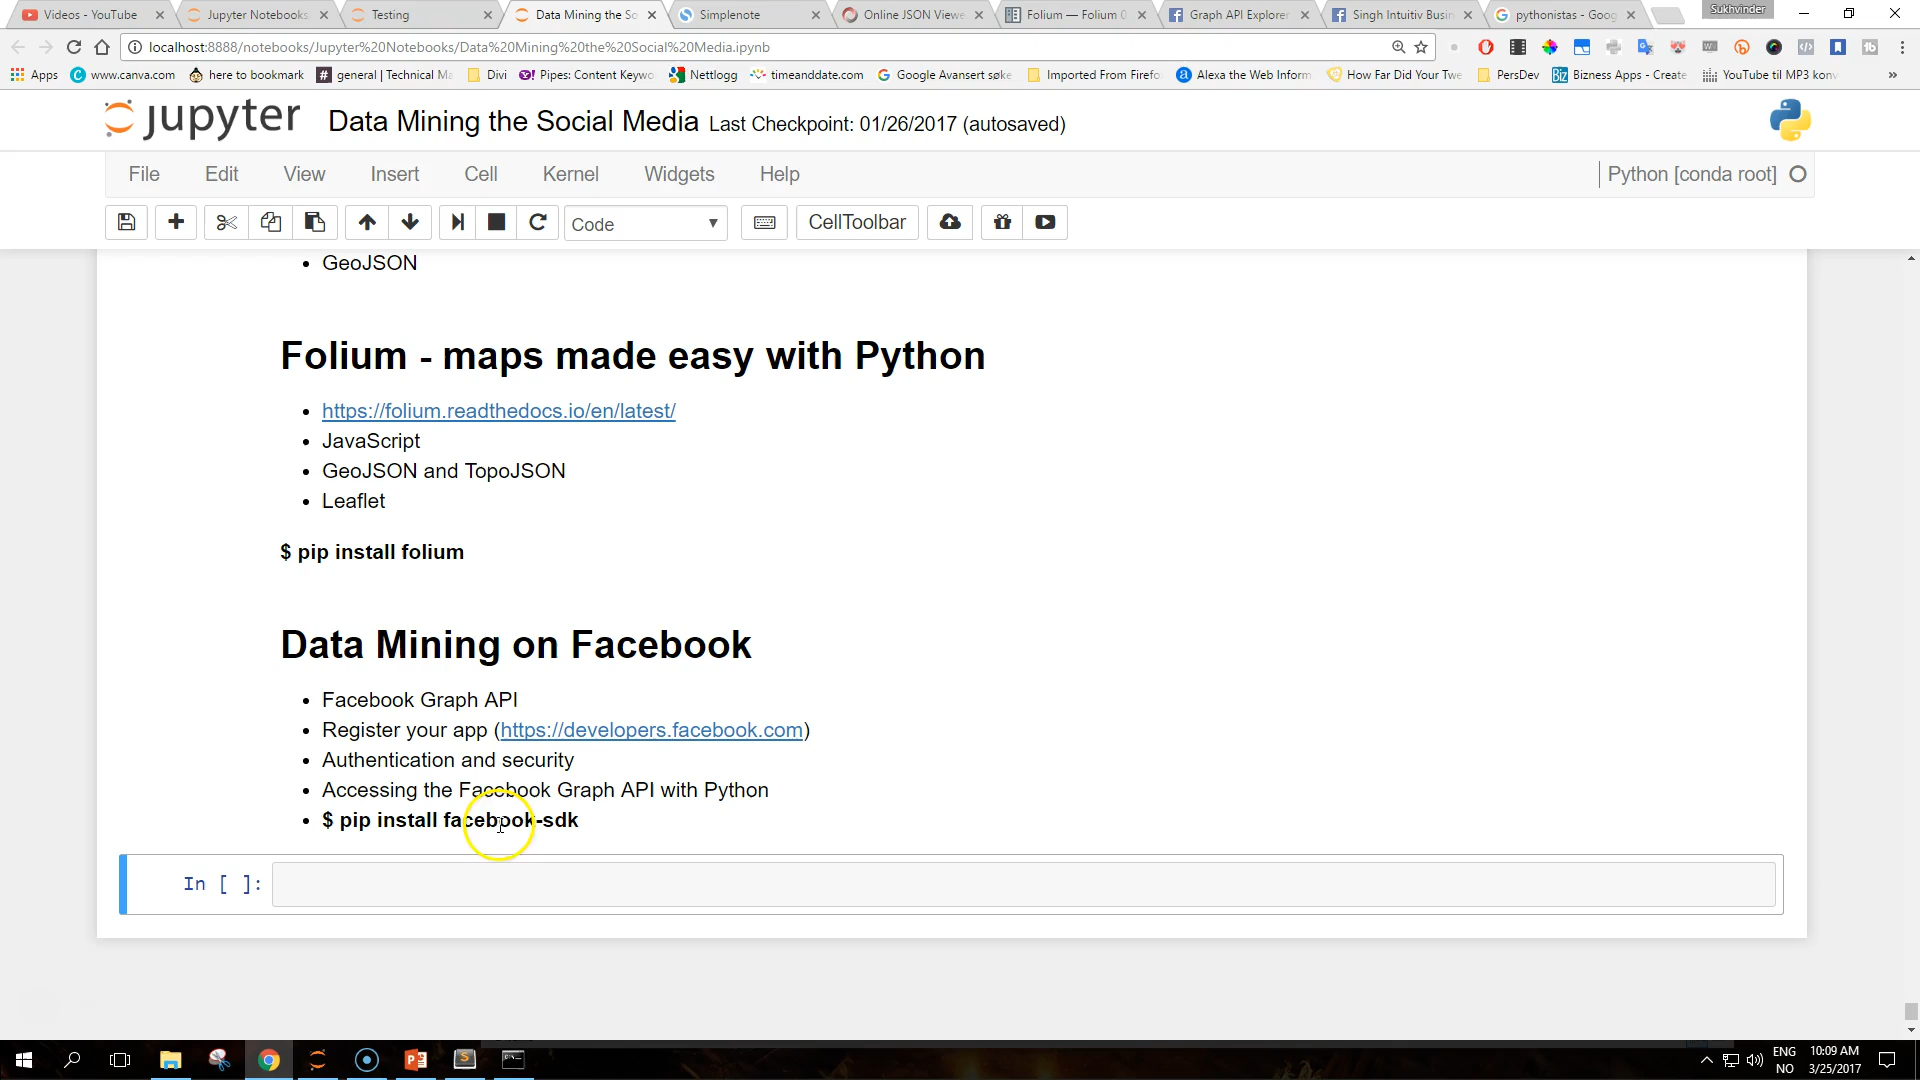 Videos - YouTube
Jupyter Notebooks
Testing
Data Mining the So
Simplenote
Online JSON Viewe
Folium — Folium 0
Graph API Explorer
Singh Intuitiv Busin
pythonistas - Goog
Sukhvinder
localhost:8888/notebooks/Jupyter%20Notebooks/Data%20Mining%20the%20Social%20Media.ipynb
Apps
www.canva.com
here to bookmark
general | Technical Ma
Divi
Pipes: Content Keywo
Nettlogg
timeanddate.com
Google Avansert søke
Imported From Firefo
Alexa the Web Inform
How Far Did Your Twe
PersDev
Bizness Apps - Create
YouTube til MP3 konv
»
jupyter Data Mining the Social Media Last Checkpoint: 01/26/2017 (autosaved)
File Edit View Insert Cell Kernel Widgets Help
Python [conda root]
Code
CellToolbar
• GeoJSON
Folium - maps made easy with Python
• https://folium.readthedocs.io/en/latest/
• JavaScript
• GeoJSON and TopoJSON
• Leaflet
$ pip install folium
Data Mining on Facebook
• Facebook Graph API
• Register your app (https://developers.facebook.com)
• Authentication and security
• Accessing the Facebook Graph API with Python
• $ pip install facebook-sdk
In [ ]:
ENG
NO
10:09 AM
3/25/2017